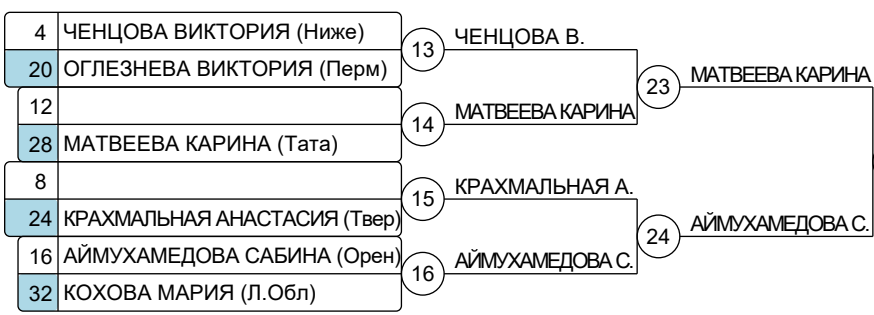 4 ЧЕНЦОВА ВИКТОРИЯ (Ниже)
20 ОГЛЕЗНЕВА ВИКТОРИЯ (Перм)
12
28 МАТВЕЕВА КАРИНА (Тата)
8
24 КРАХМАЛЬНАЯ АНАСТАСИЯ (Твер)
16 АЙМУХАМЕДОВА САБИНА (Орен)
32 КОХОВА МАРИЯ (Л.Обл)
13 ЧЕНЦОВА В.
14 МАТВЕЕВА КАРИНА
15 КРАХМАЛЬНАЯ А.
16 АЙМУХАМЕДОВА С.
23 МАТВЕЕВА КАРИНА
24 АЙМУХАМЕДОВА С.